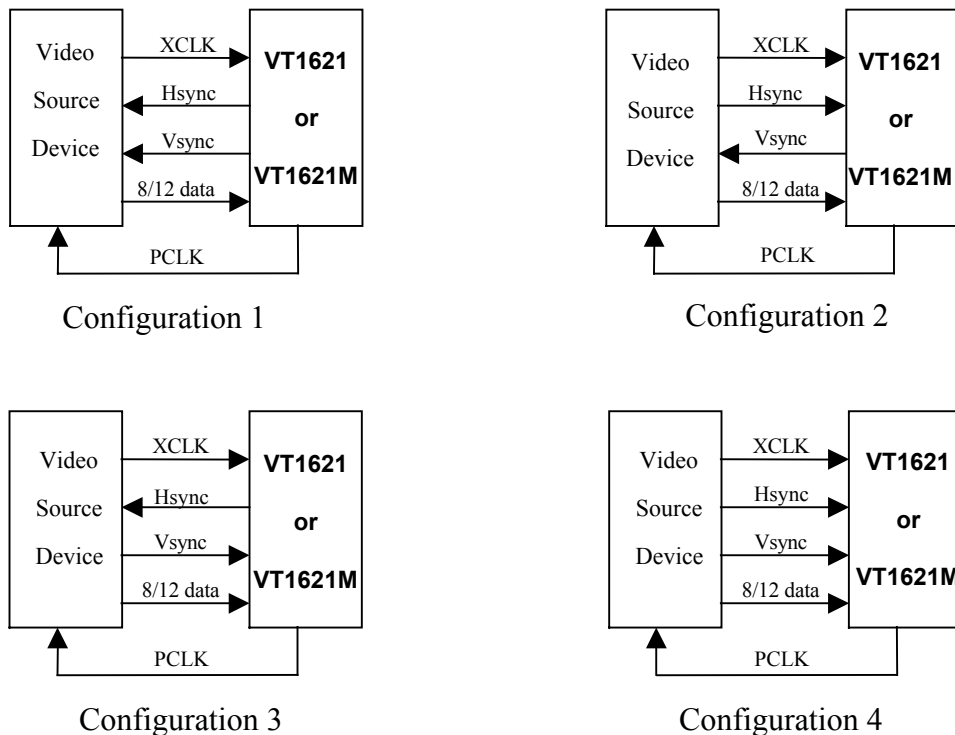 Video
Source
Device
XCLK
Hsync
Vsync
8/12 data
VT1621
or
VT1621M
PCLK
Configuration 1
Video
Source
Device
XCLK
Hsync
Vsync
8/12 data
VT1621
or
VT1621M
PCLK
Configuration 2
Video
Source
Device
XCLK
Hsync
Vsync
8/12 data
VT1621
or
VT1621M
PCLK
Configuration 3
Video
Source
Device
XCLK
Hsync
Vsync
8/12 data
VT1621
or
VT1621M
PCLK
Configuration 4